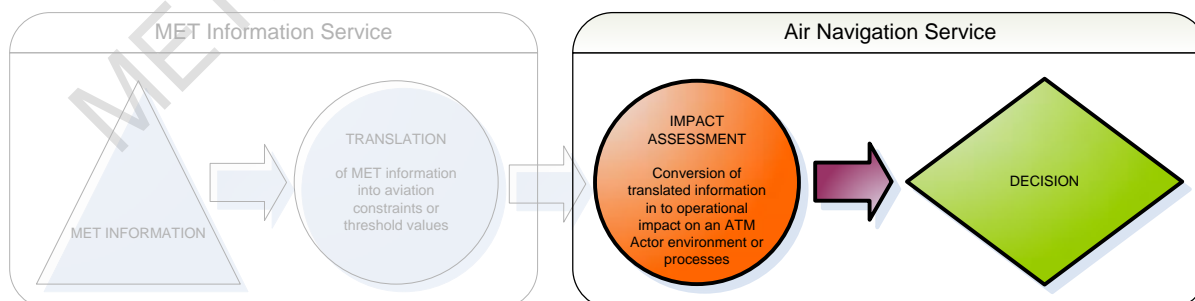 MET Information Service
Air Navigation Service
MET INFORMATION
TRANSLATION
of MET information
into aviation
constraints or
threshold values
IMPACT
ASSESSMENT
Conversion of
translated information
in to operational
impact on an ATM
Actor environment or
processes
DECISION
MET